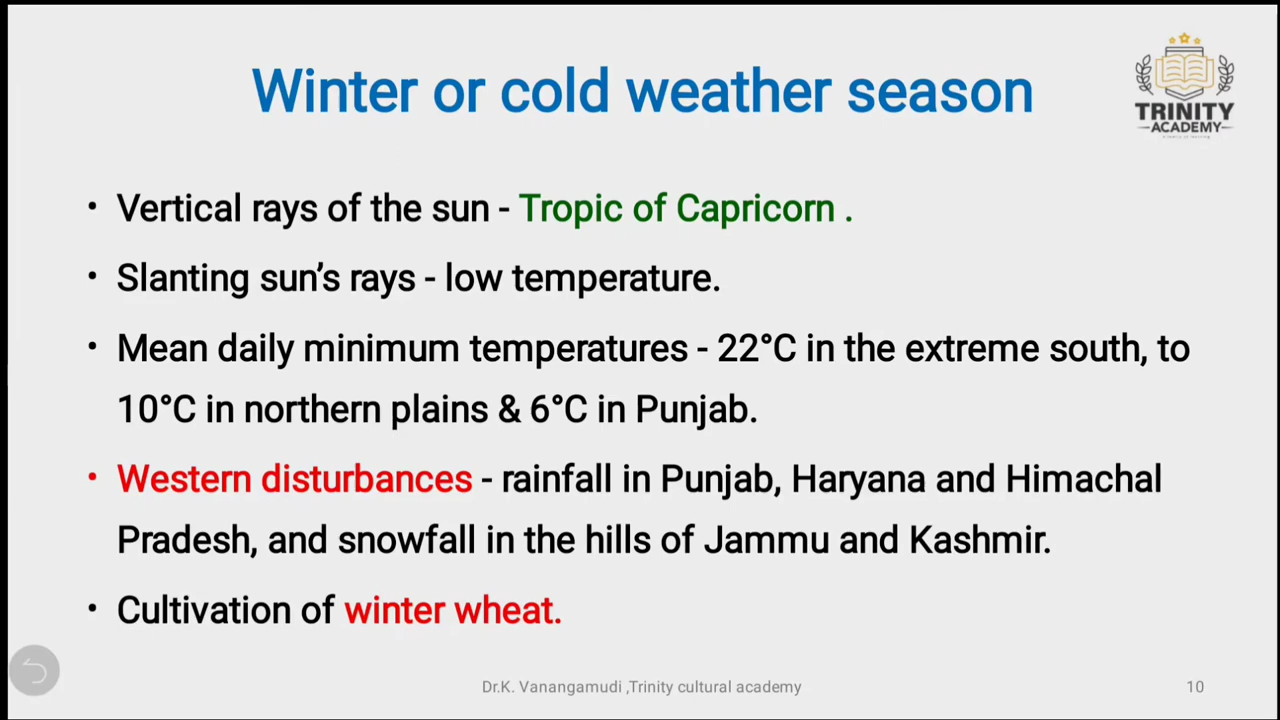 Winter or cold weather season
TRINITY
ACADEMY
• Vertical rays of the sun - Tropic of Capricorn .
• Slanting sun’s rays - low temperature.
• Mean daily minimum temperatures - 22°C in the extreme south, to
10°C in northern plains & 6°C in Punjab.
• Western disturbances - rainfall in Punjab, Haryana and Himachal
Pradesh, and snowfall in the hills of Jammu and Kashmir.
• Cultivation of winter wheat.
Dr.K. Vanangamudi ,Trinity cultural academy
10